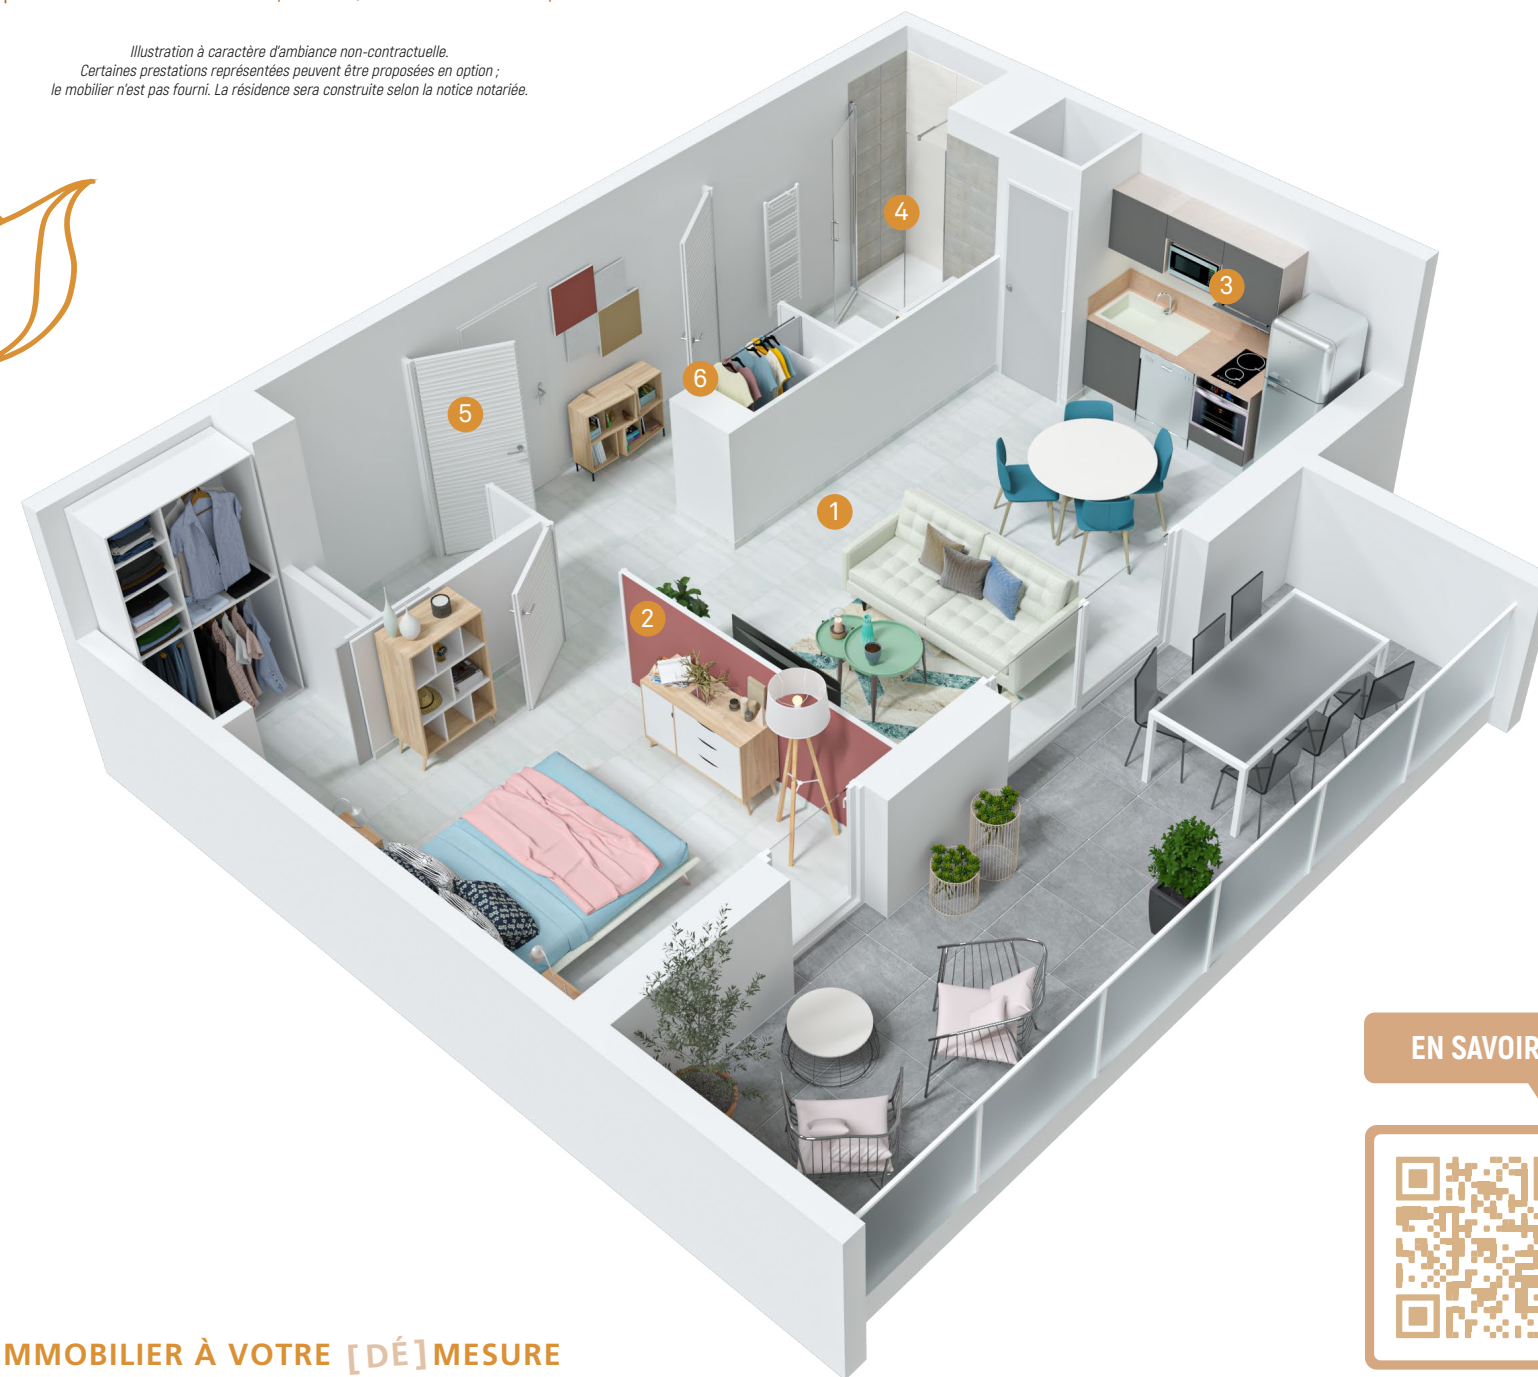 Illustration à caractère d'ambiance non-contractuelle.
Certaines prestations représentées peuvent être proposées en option ;
le mobilier n'est pas fourni. La résidence sera construite selon la notice notariée.
4
3
6
5
1
2
EN SAVOIR
MMOBILIER À VOTRE [DÉ]MESURE